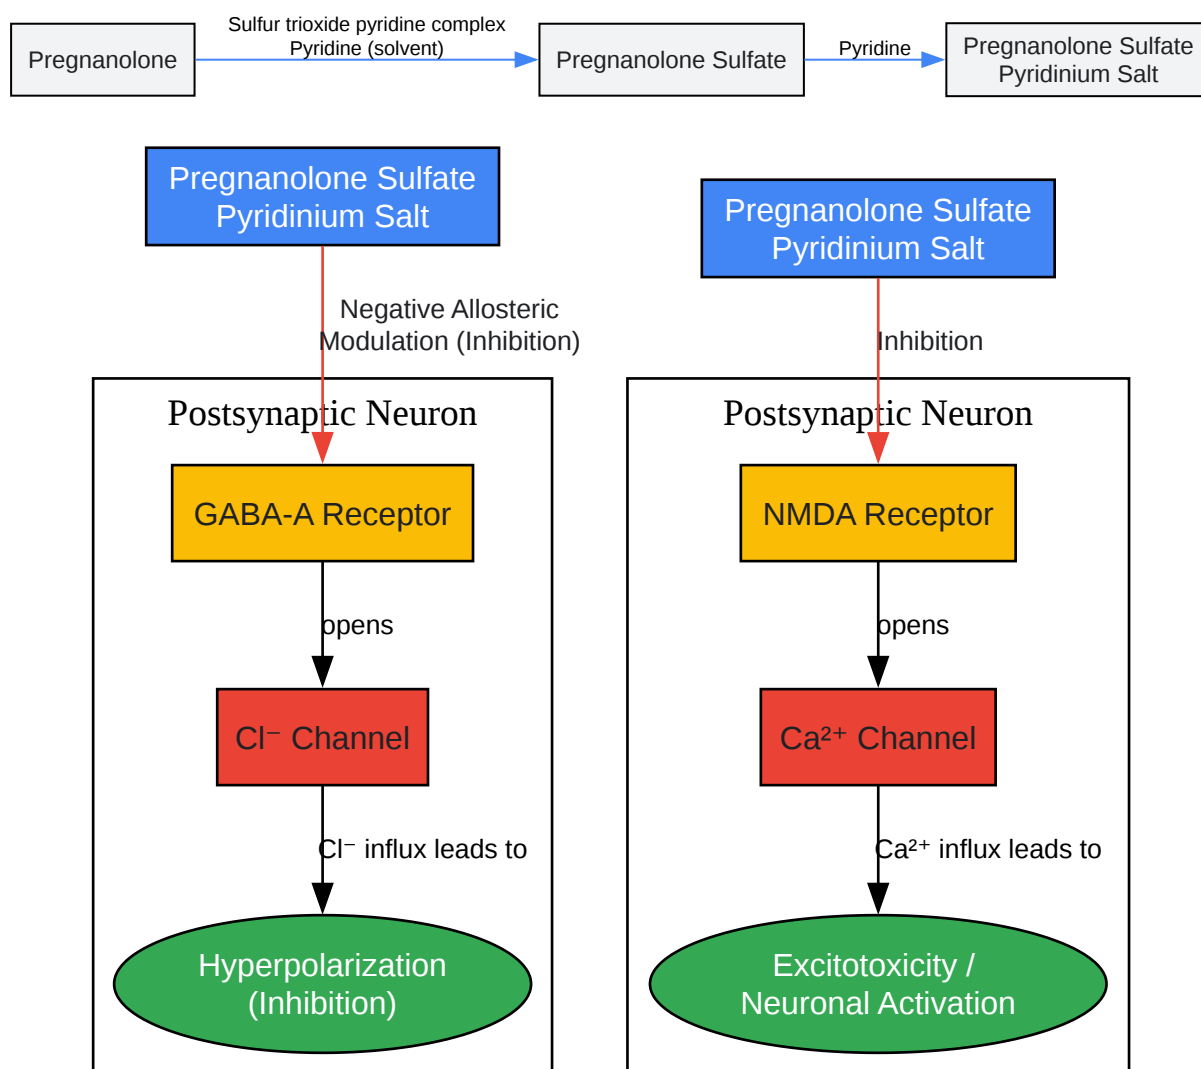 Pregnanolone
Sulfur trioxide pyridine complex
Pyridine (solvent)
Pregnanolone Sulfate
Pyridine
Pregnanolone Sulfate
Pyridinium Salt
Pregnanolone Sulfate
Pyridinium Salt
Negative Allosteric
Modulation (Inhibition)
Postsynaptic Neuron
GABA-A Receptor
opens
Cl⁻ Channel
Cl⁻ influx leads to
Hyperpolarization
(Inhibition)
Pregnanolone Sulfate
Pyridinium Salt
Inhibition
Postsynaptic Neuron
NMDA Receptor
opens
Ca²⁺ Channel
Ca²⁺ influx leads to
Excitotoxicity /
Neuronal Activation